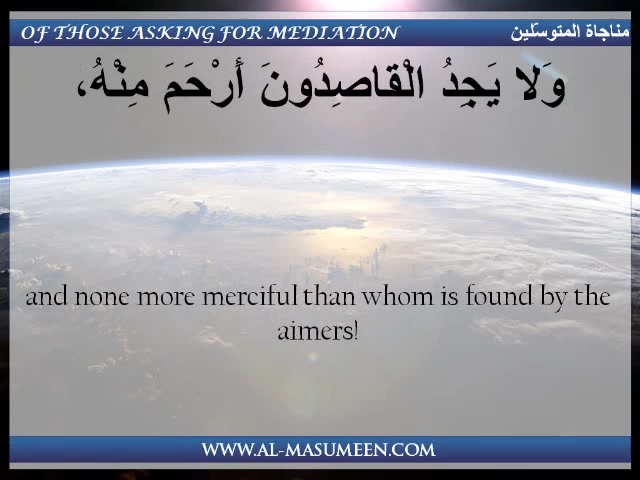 OF THOSE ASKING FOR MEDIATION
مناجاة المتوسّلين
وَلا يَجِدُ الْقاصِدُونَ أَرْحَمَ مِنْهُ،
and none more merciful than whom is found by the
aimers!
WWW.AL-MASUMEEN.COM